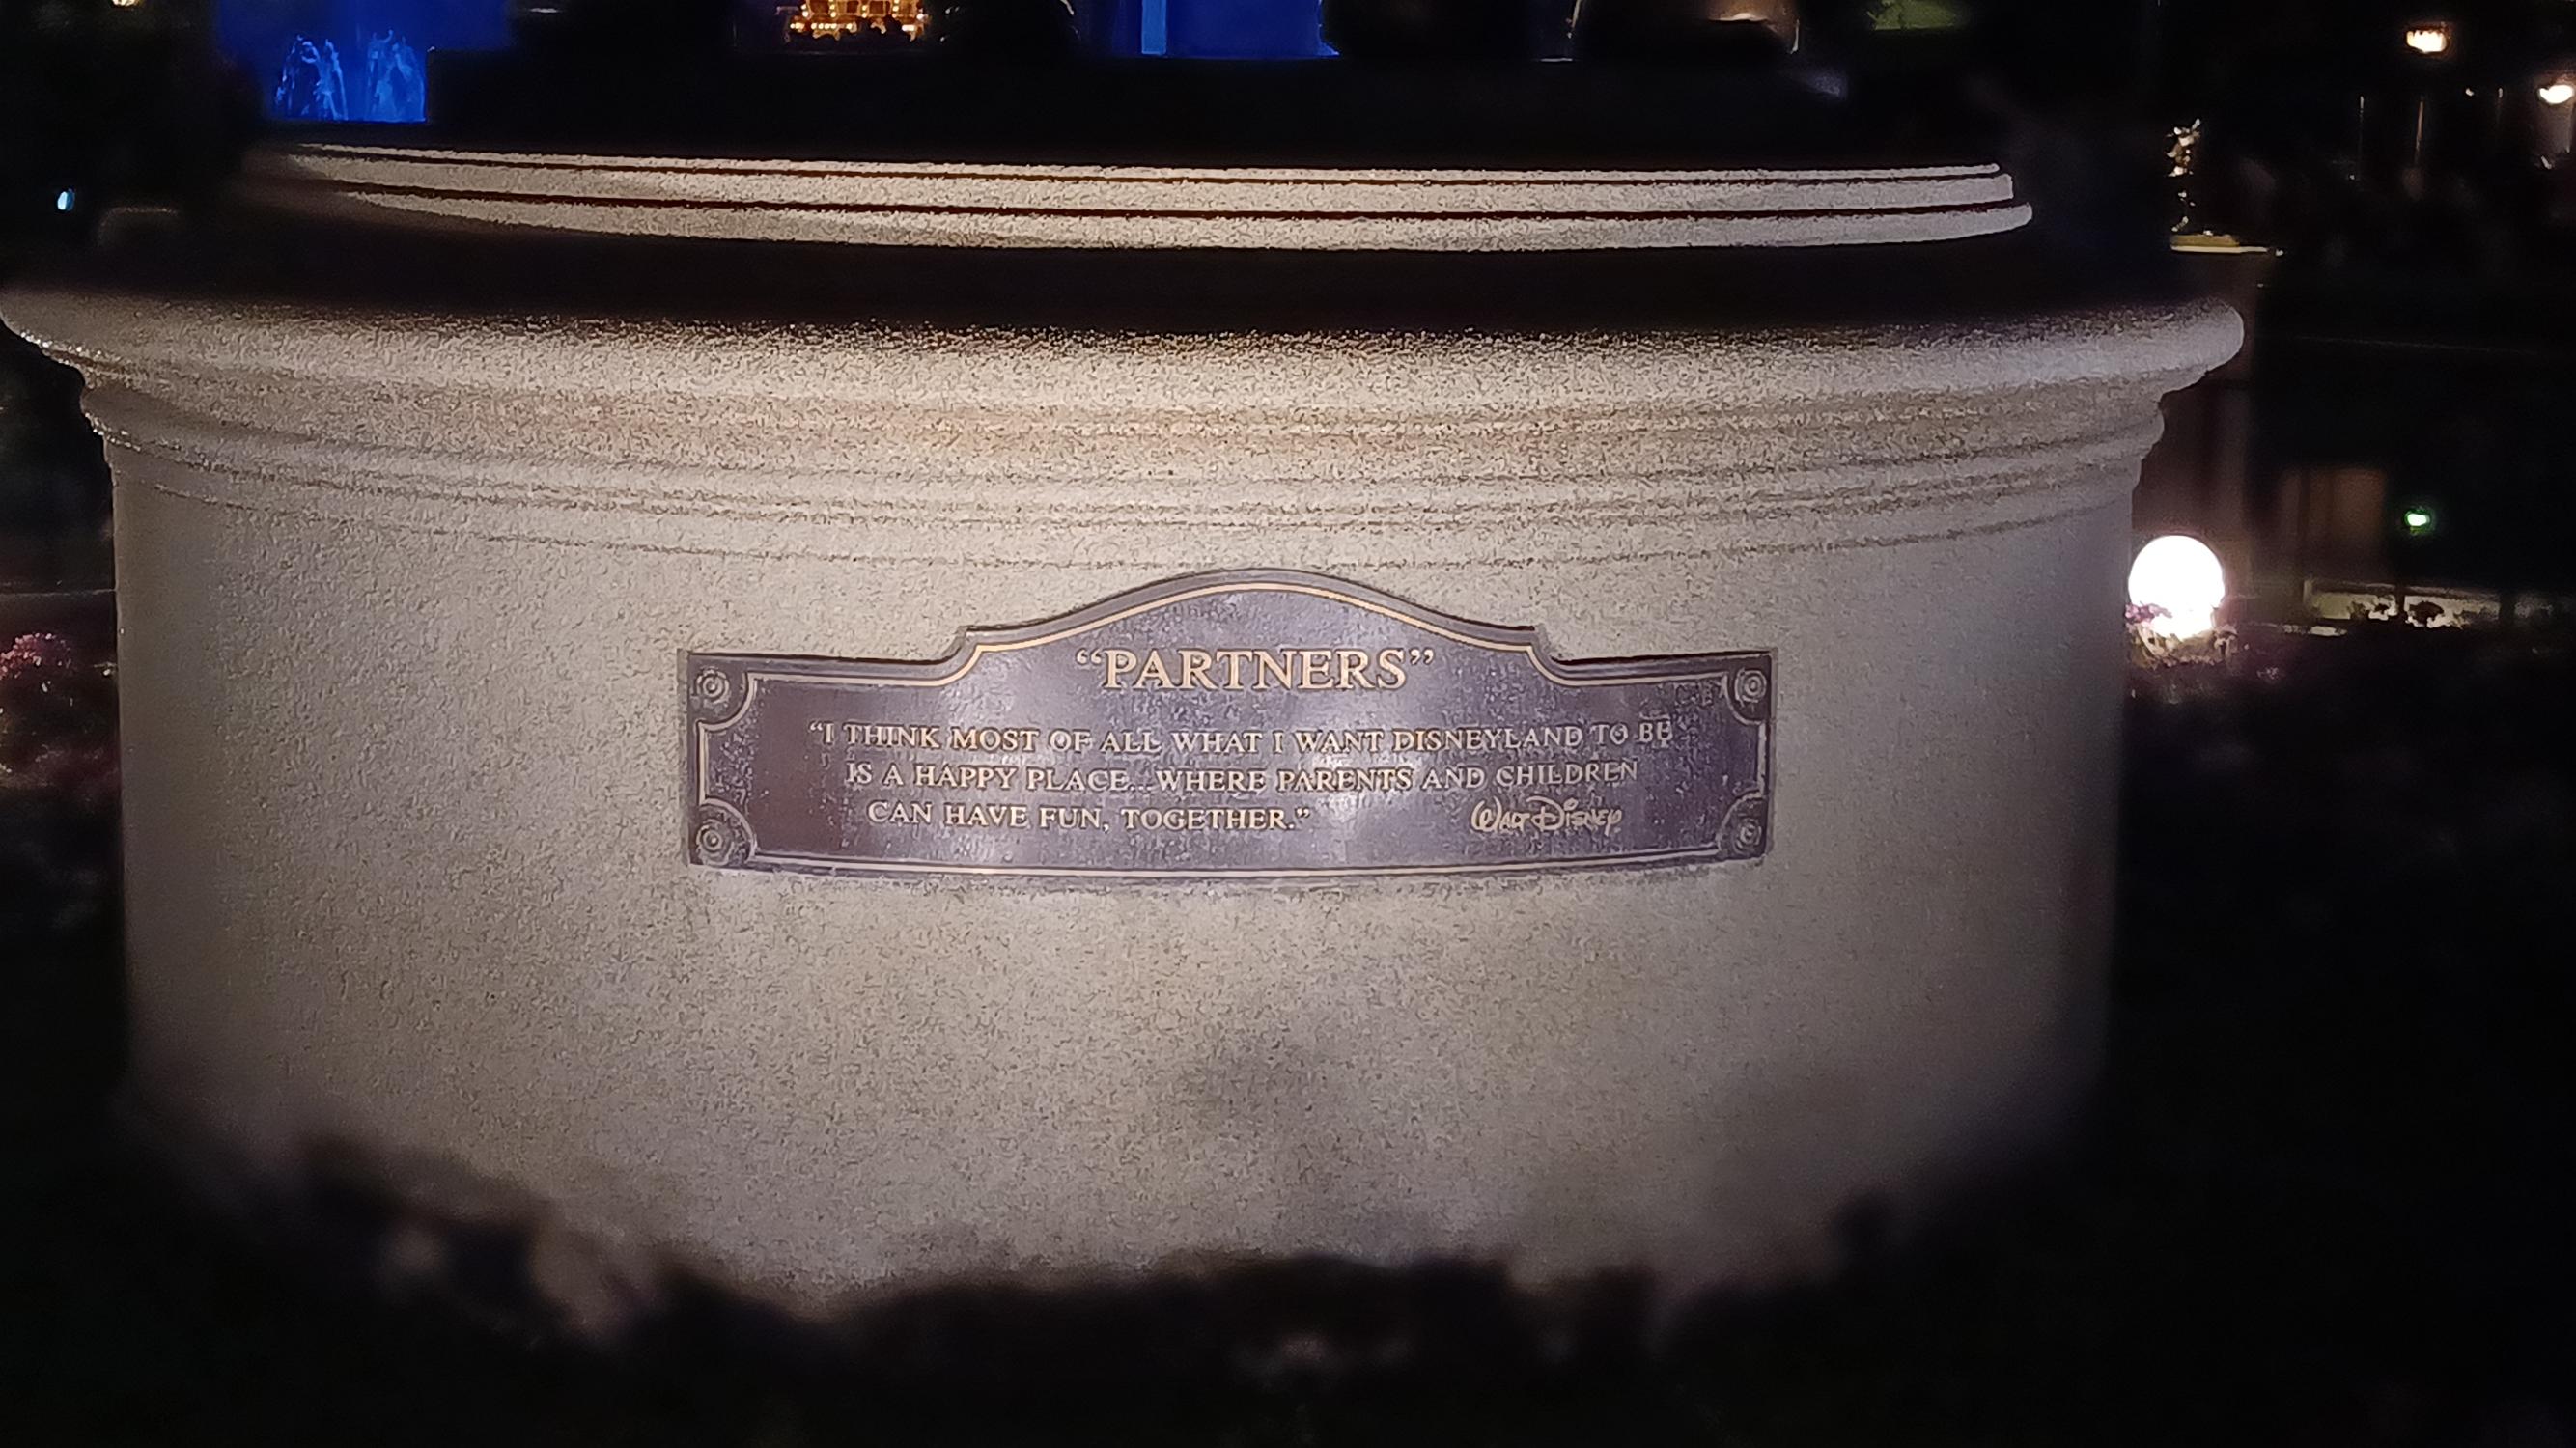 “PARTNERS”
“I THINK MOST OF ALL WHAT I WANT DISNEYLAND TO BE
IS A HAPPY PLACE...WHERE PARENTS AND CHILDREN
CAN HAVE FUN, TOGETHER.” Walt Disney